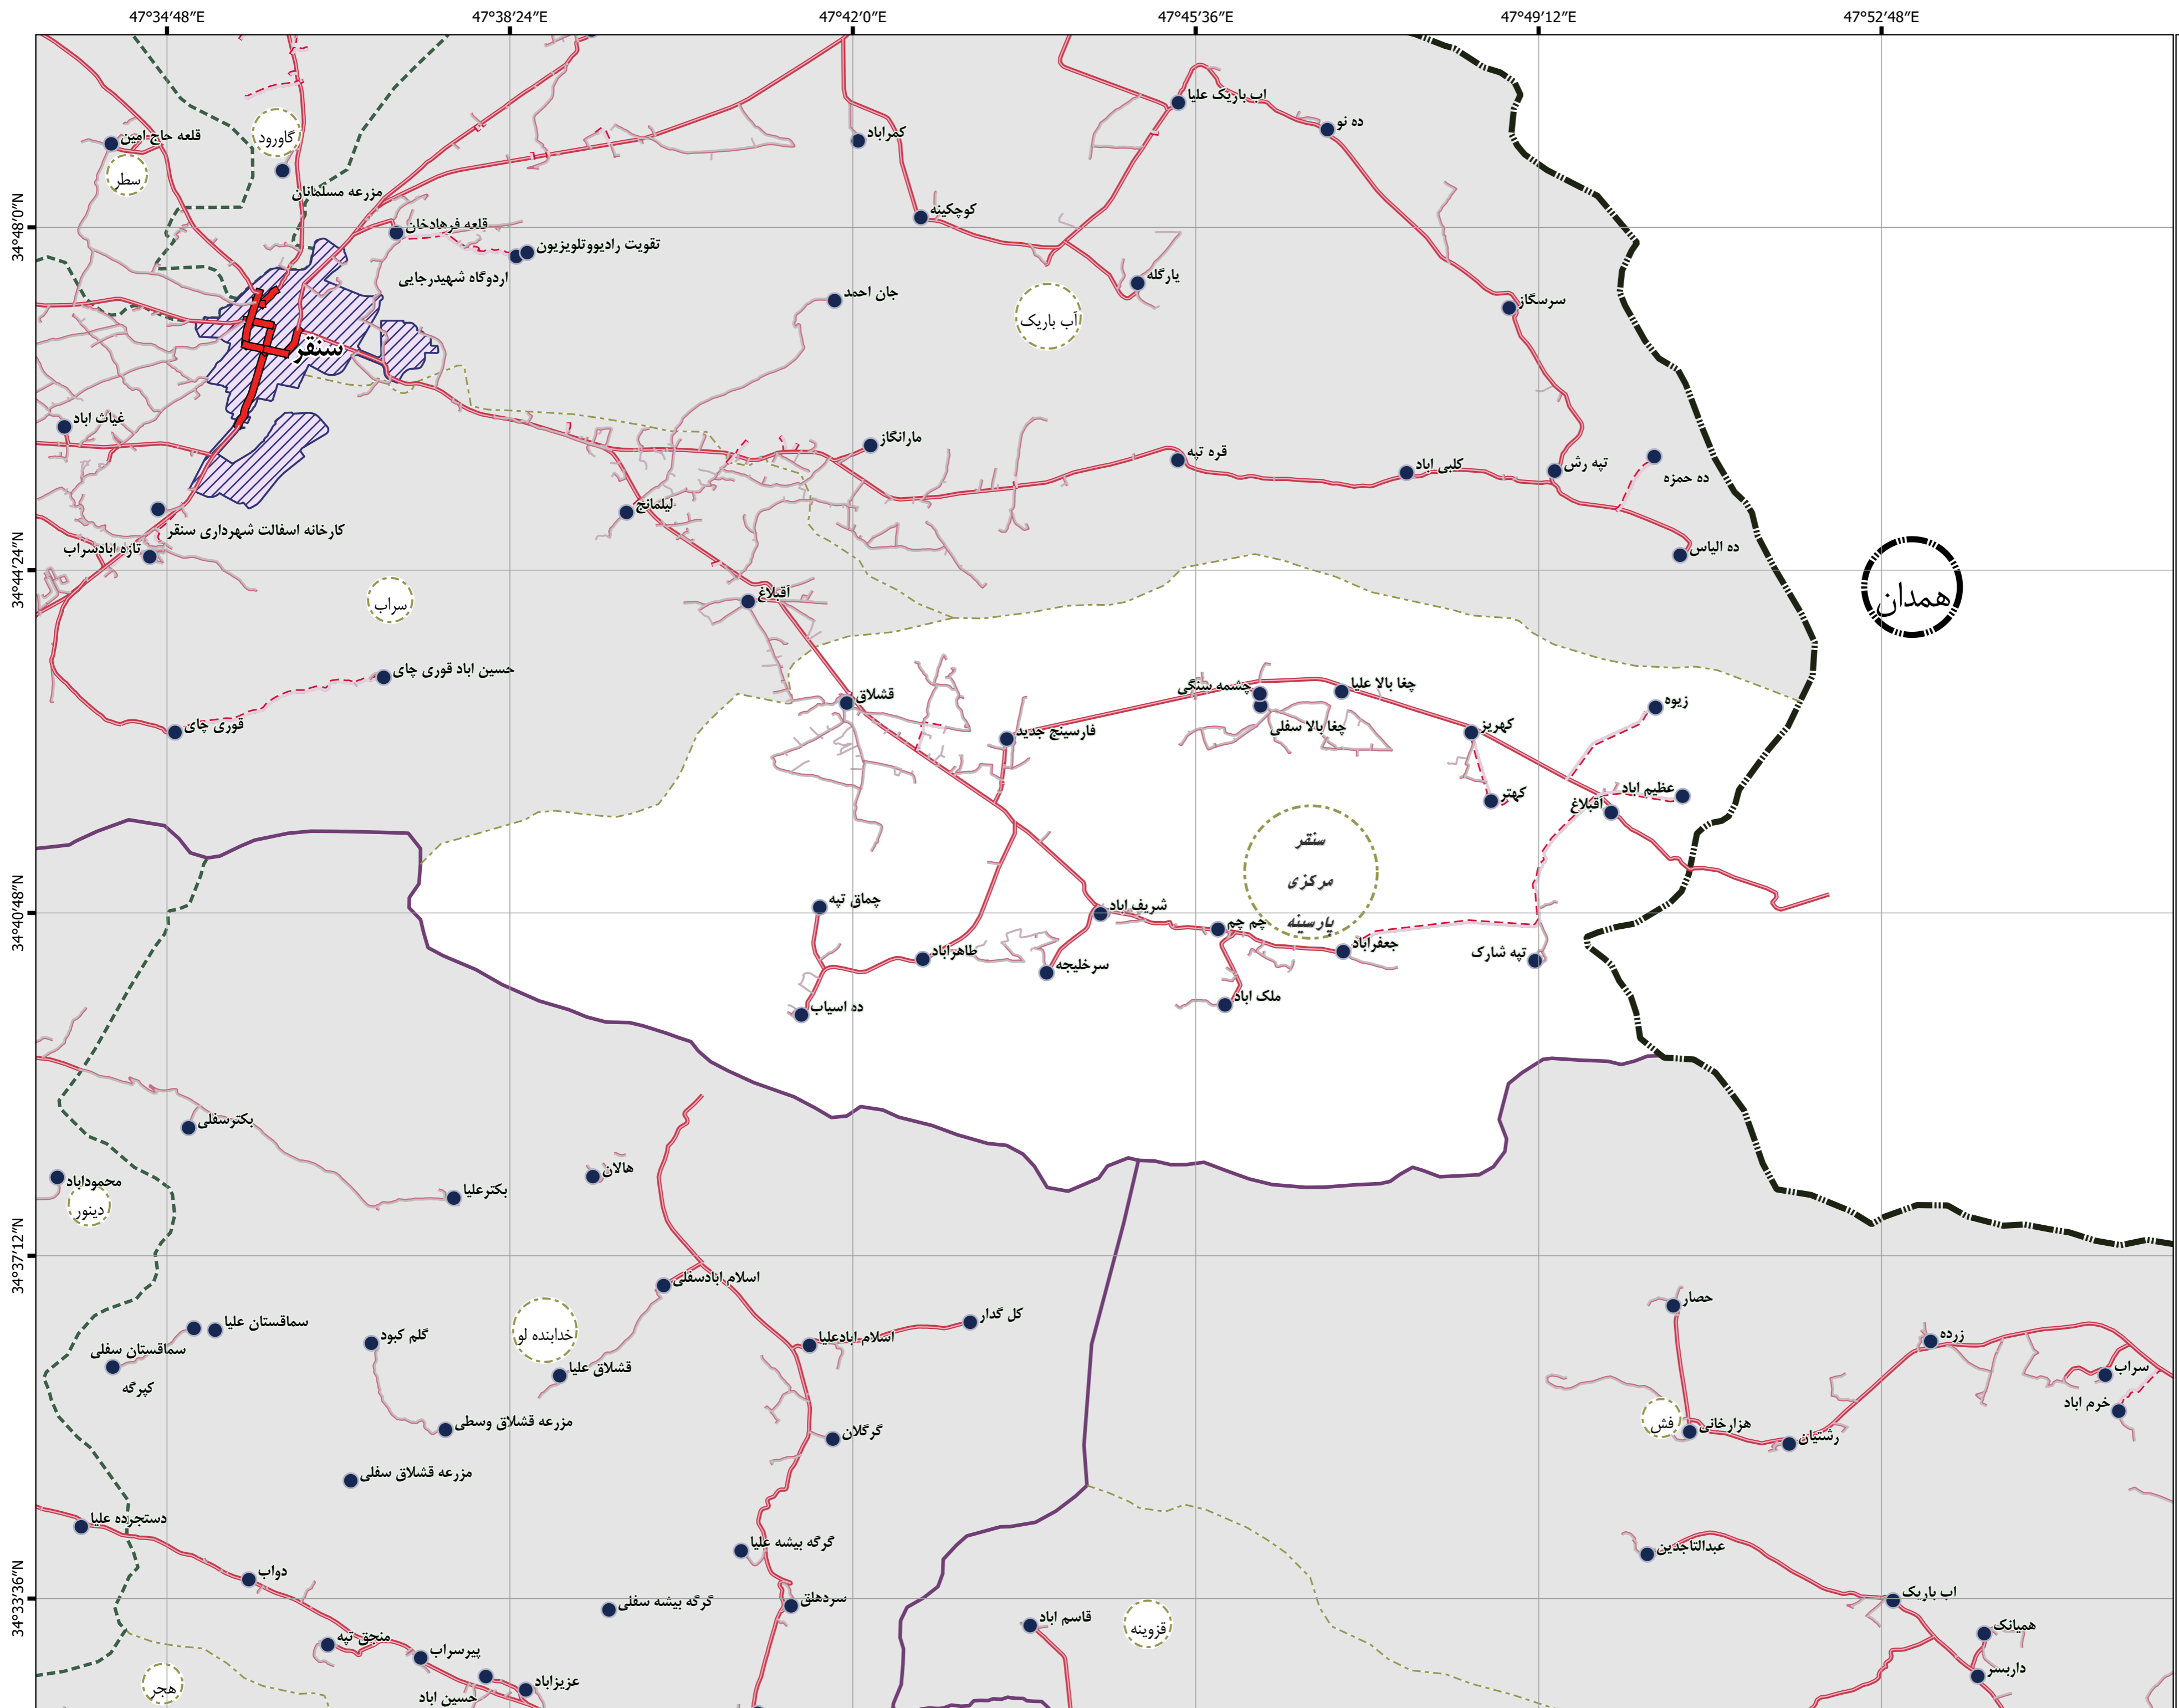 47°34′48″E
47°38′24″E
47°42′0″E
47°45′36″E
47°49′12″E
47°52′48″E
34°48′0″N
34°44′24″N
34°40′48″N
34°37′12″N
34°33′36″N
اب باریک علیا
ده نو
کمراباد
قلعه حاج امین
گاورود
سطر
مزرعه مسلمانان
کوچکینه
قلعه فرهادخان
تقویت رادیووتلویزیون
اردوگاه شهیدرجایی
یارگله
جان احمد
آب باریک
سرسگاز
سنقر
غیاث اباد
مارانگاز
قره تپه
کلبی اباد
تپه رش
ده حمزه
لیلمانج
کارخانه اسفالت شهرداری سنقر
تازه ابادسراب
ده الیاس
همدان
سراب
آقبلاغ
حسین اباد قوری چای
قوری چای
قشلاق
چشمه سنگی
چغا بالا علیا
چغا بالا سفلی
زیوه
فارسینج جدید
کهریز
کهتر
عظیم اباد
آقبلاغ
سنقر
مرکزی
پارسینه
چماق تپه
شریف اباد
چم چم
جعفراباد
طاهراباد
سرخلیجه
تپه شارک
ملک اباد
ده اسیاب
بکترسفلی
هالان
محموداباد
بکترعلیا
دینور
اسلام ابادسفلی
حصار
سماقستان علیا
سماقستان سفلی
گلم کبود
خدابنده لو
کل گدار
اسلام ابادعلیا
زرده
کپرگه
قشلاق علیا
سراب
خرم اباد
مزرعه قشلاق وسطی
گرگلان
فش
هزارخانی
رشتیان
مزرعه قشلاق سفلی
دستجرده علیا
گرگه بیشه علیا
عبدالتاجدین
دواب
گرگه بیشه سفلی
سردهلق
قاسم اباد
قزوینه
اب باریک
همیانک
منجق تپه
پیرسراب
داربسر
هجر
حسین اباد
عزیزاباد